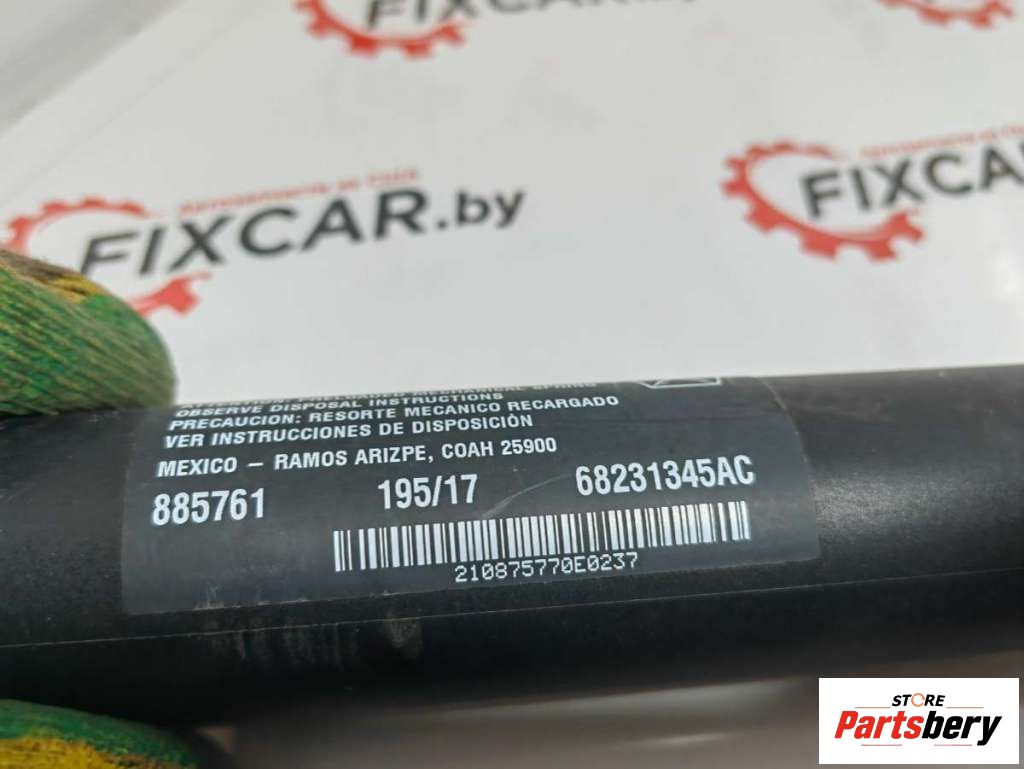 FIXCAR.by
FIXCAR.by
FIXCAR
OBSERVE DISPOSAL INSTRUCTIONS
PRECAUCION: RESORTE MECANICO RECARGADO
VER INSTRUCCIONES DE DISPOSICIÓN
MEXICO – RAMOS ARIZPE, COAH 25900
885761 195/17 68231345AC
210875770E0237
STORE
Partsbery